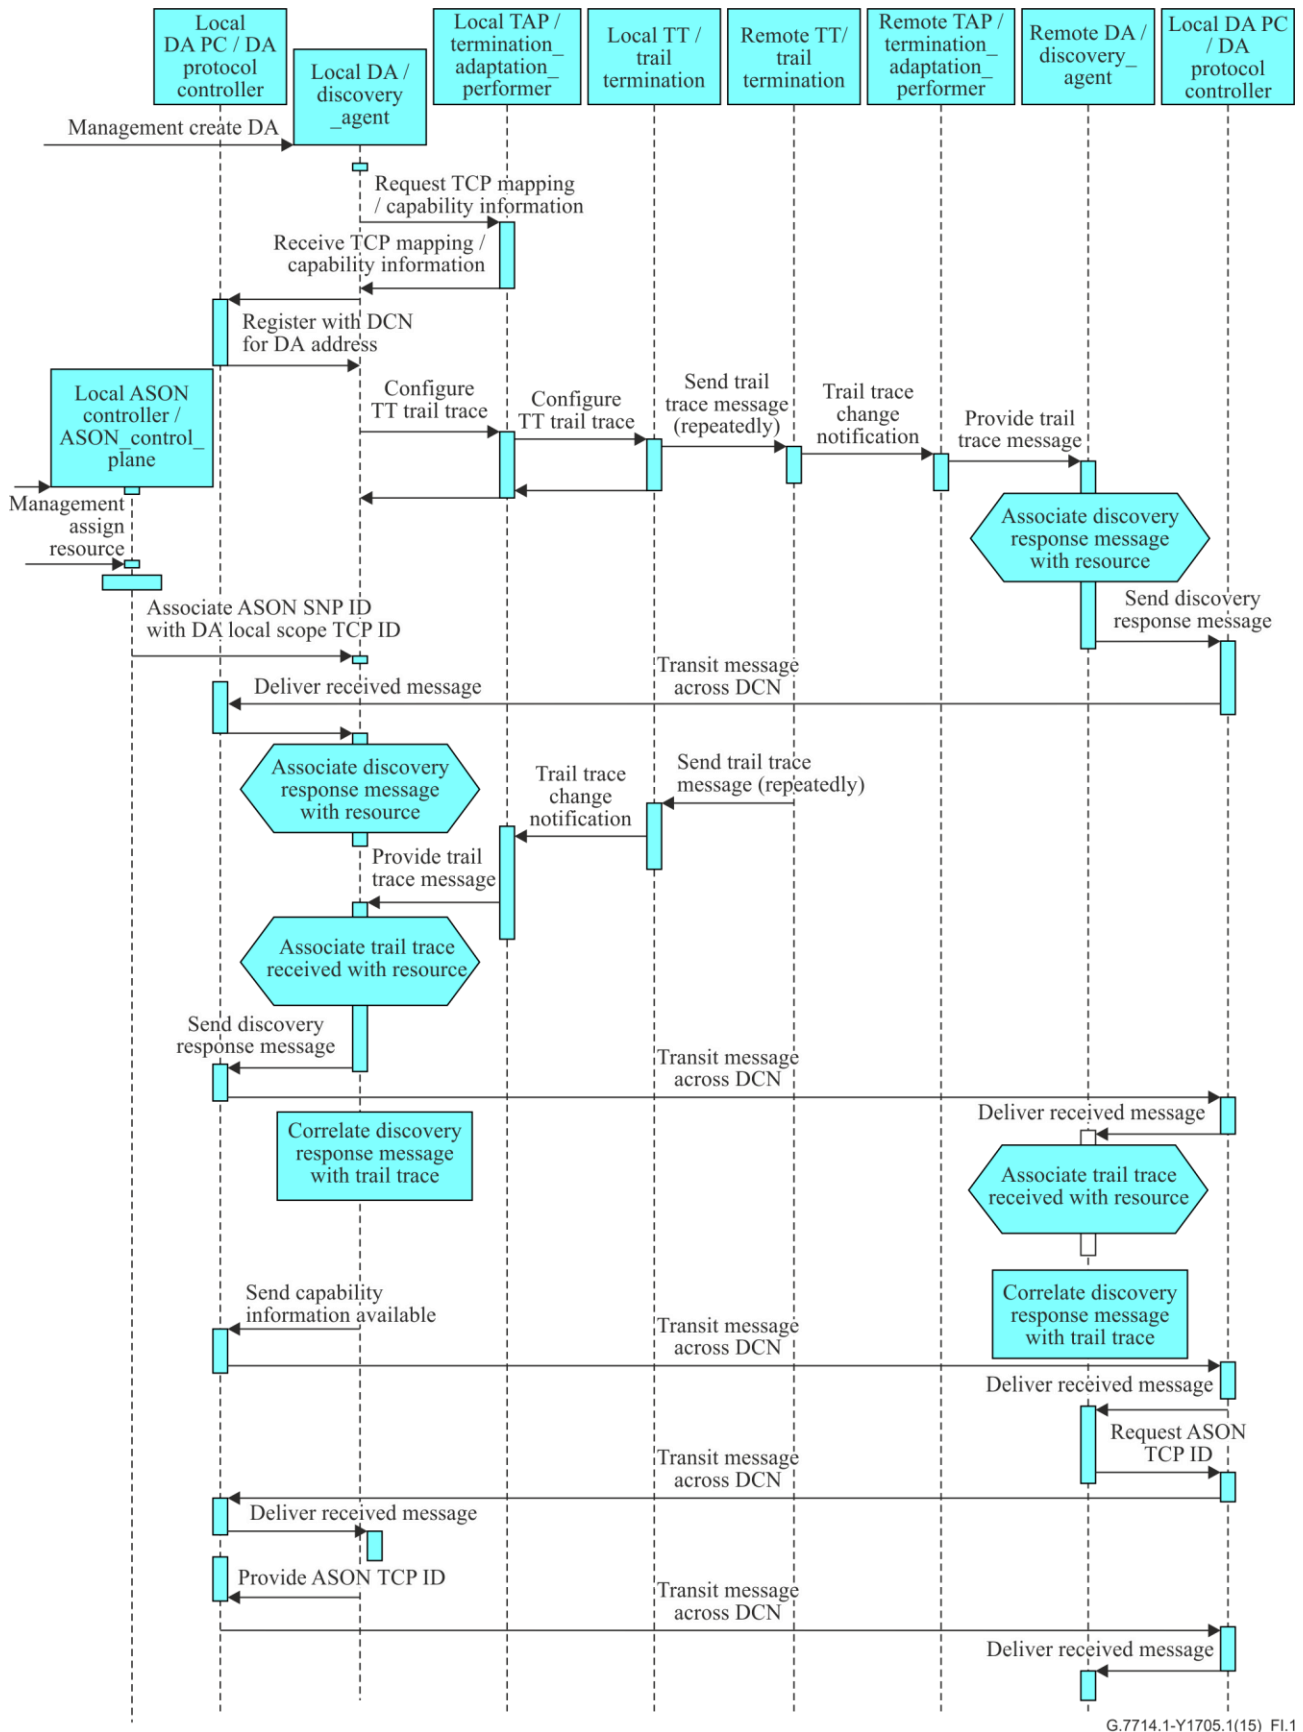 Local
DA PC / DA
protocol
controller
Local DA /
discovery
_agent
Local TAP /
termination_
adaptation_
performer
Local TT /
trail
termination
Remote TT/
trail
termination
Remote TAP /
termination_
adaptation_
performer
Remote DA /
discovery_
agent
Local DA PC
/ DA
protocol
controller
Management create DA
Request TCP mapping
/ capability information
Receive TCP mapping /
capability information
Register with DCN
for DA address
Local ASON
controller /
ASON_control_
plane
Configure
TT trail trace
Configure
TT trail trace
Send trail
trace message
(repeatedly)
Trail trace
change
notification
Provide trail
trace message
Management
assign
resource
Associate discovery
response message
with resource
Associate ASON SNP ID
with DA local scope TCP ID
Send discovery
response message
Transit message
across DCN
Deliver received message
Associate discovery
response message
with resource
Trail trace
change
notification
Send trail trace
message (repeatedly)
Provide trail
trace message
Associate trail trace
received with resource
Send discovery
response message
Transit message
across DCN
Deliver received message
Correlate discovery
response message
with trail trace
Associate trail trace
received with resource
Send capability
information available
Correlate discovery
response message
with trail trace
Transit message
across DCN
Deliver received message
Request ASON
TCP ID
Transit message
across DCN
Deliver received message
Provide ASON TCP ID
Transit message
across DCN
Deliver received message
G.7714.1-Y1705.1(15)_FI.1